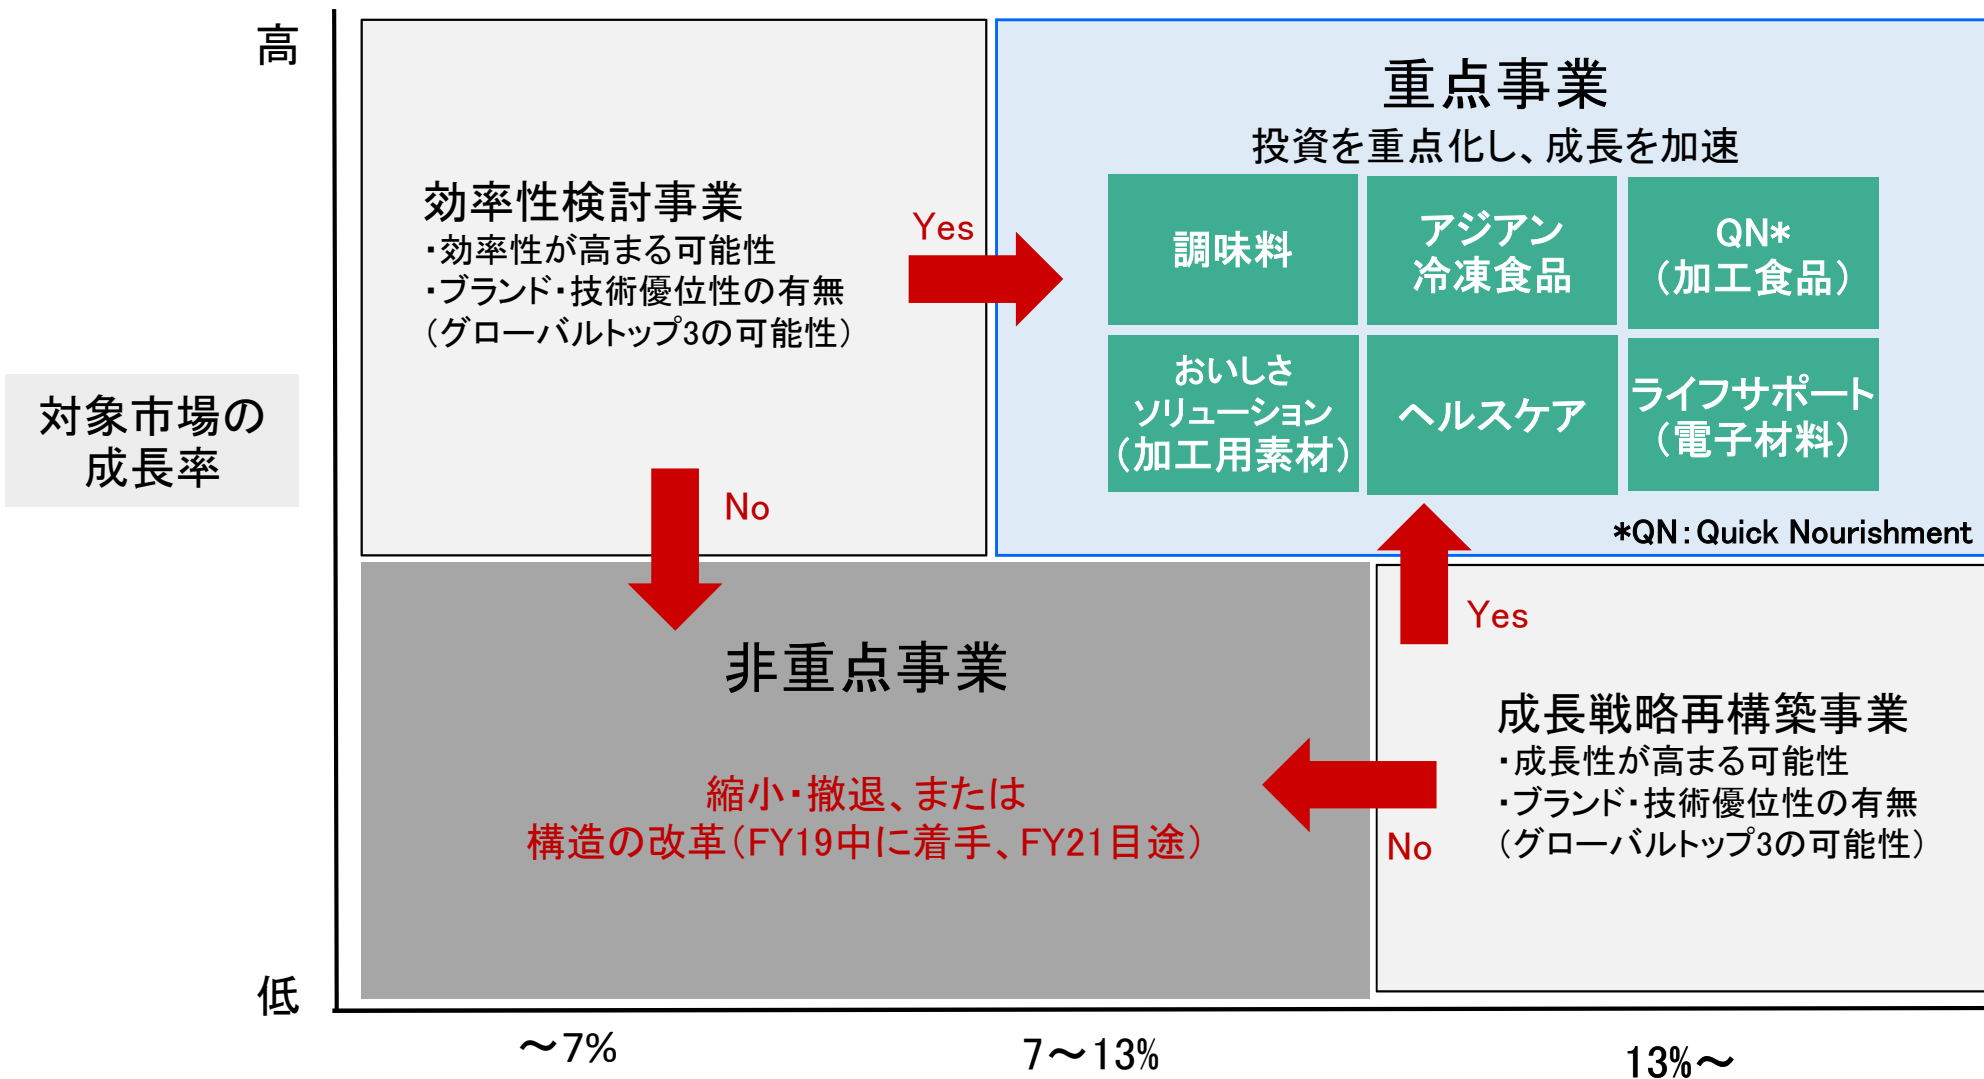 高
対象市場の
成長率
低
効率性検討事業
・効率性が高まる可能性
・ブランド・技術優位性の有無
（グローバルトップ3の可能性）
Yes
No
重点事業
投資を重点化し、成長を加速
調味料
アジアン
冷凍食品
QN*
（加工食品）
おいしさ
ソリューション
（加工用素材）
ヘルスケア
ライフサポート
（電子材料）
*QN：Quick Nourishment
非重点事業
縮小・撤退、または
構造の改革（FY19中に着手、FY21目途）
Yes
No
成長戦略再構築事業
・成長性が高まる可能性
・ブランド・技術優位性の有無
（グローバルトップ3の可能性）
～7%
7～13%
13%～